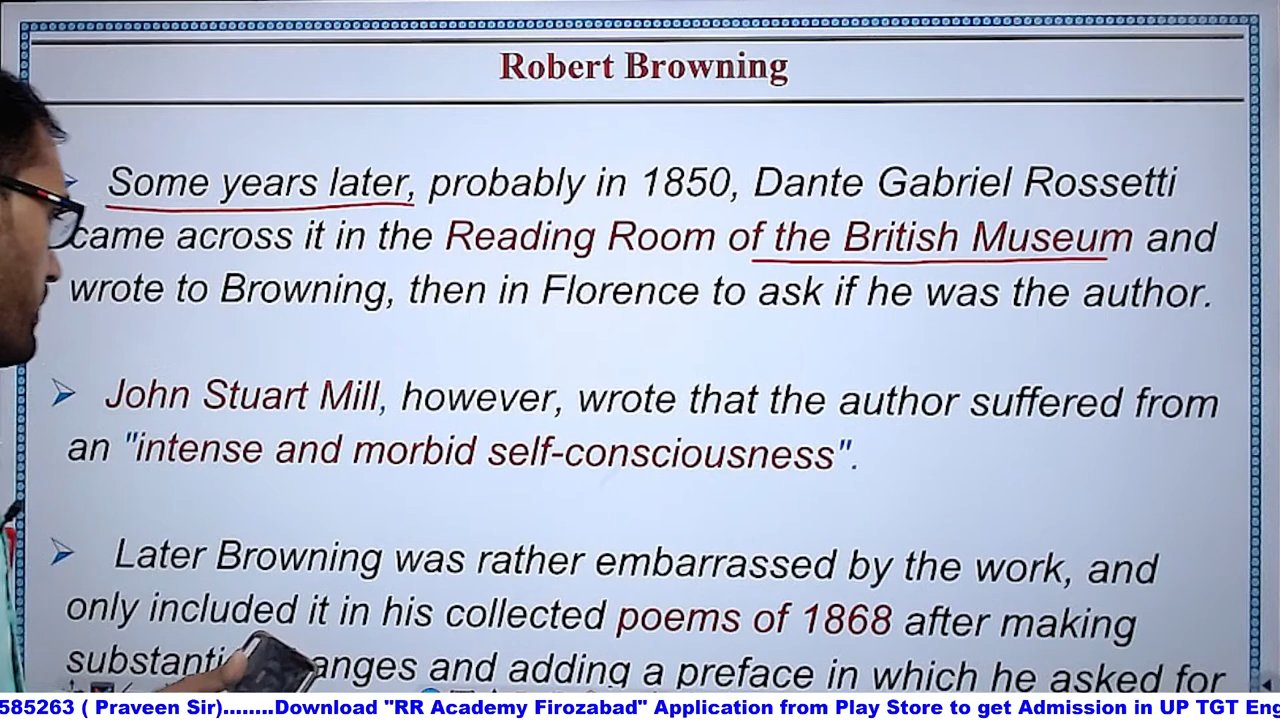 Robert Browning
Some years later, probably in 1850, Dante Gabriel Rossetti
came across it in the Reading Room of the British Museum and
wrote to Browning, then in Florence to ask if he was the author.
John Stuart Mill, however, wrote that the author suffered from
an "intense and morbid self-consciousness".
Later Browning was rather embarrassed by the work, and
only included it in his collected poems of 1868 after making
and adding a preface in which he asked for
585263 ( Praveen Sir)........Download "RR Academy Firozabad" Application from Play Store to get Admission in UP TGT Eng